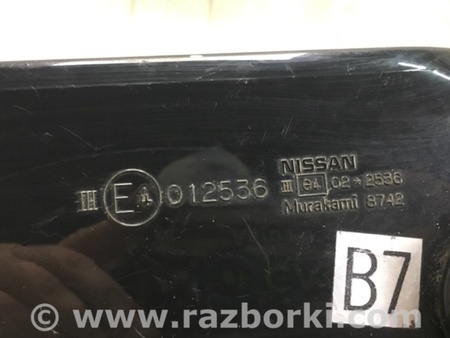 NISSAN
III E4 012536 III e4 02*2536
Murakami 8742
B7
© www.razborki.com